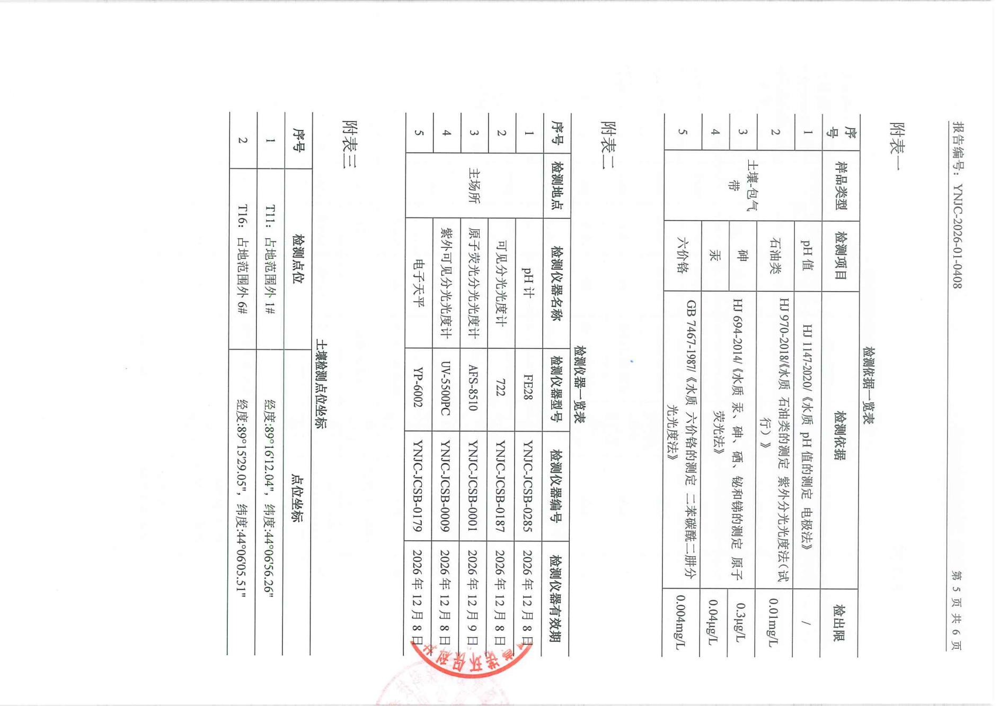 报告编号：YNJC-2026-01-0408 第 5 页 共 6 页
附表一
检测依据一览表
序号 样品类型 检测项目 检测依据 检出限
1 土壤-包气带 pH 值 HJ 1147-2020/《水质 pH 值的测定 电极法》 /
2 石油类 HJ 970-2018/《水质 石油类的测定 紫外分光光度法（试行）》 0.01mg/L
3 砷 HJ 694-2014/《水质 汞、砷、硒、铋和锑的测定 原子荧光法》 0.3μg/L
4 汞 0.04μg/L
5 六价铬 GB 7467-1987/《水质 六价铬的测定 二苯碳酰二肼分光光度法》 0.004mg/L
附表二
检测仪器一览表
序号 检测地点 检测仪器名称 检测仪器型号 检测仪器编号 检测仪器有效期
1 主场所 pH 计 FE28 YNJC-JCSB-0285 2026 年 12 月 8 日
2 可见分光光度计 722 YNJC-JCSB-0187 2026 年 12 月 8 日
3 原子荧光分光光度计 AFS-8510 YNJC-JCSB-0001 2026 年 12 月 9 日
4 紫外可见分光光度计 UV-5500PC YNJC-JCSB-0009 2026 年 12 月 8 日
5 电子天平 YP-6002 YNJC-JCSB-0179 2026 年 12 月 8 日
诺环保科技
附表三
土壤检测点位坐标
序号 检测点位 点位坐标
1 T11：占地范围外 1# 经度:89°16'12.04"，纬度:44°06'56.26"
2 T16：占地范围外 6# 经度:89°15'29.05"，纬度:44°06'05.51"